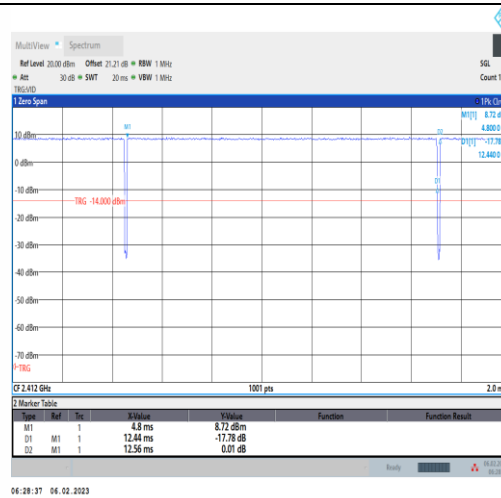 MultiView Spectrum
Ref Level 20.00 dBm Offset 21.21 dB RBW 1 MHz SGL
Att 30 dB SWT 20 ms VBW 1 MHz Count 1
TRG:VID
1 Zero Span 1Pk Clr
M1[1] 8.72 d
4.800 0
D1[1] -17.78
12.440 0
M1
D2
D1
10 dBm
0 dBm
-10 dBm
TRG -14.000 dBm
-20 dBm
-30 dBm
-40 dBm
-50 dBm
-60 dBm
-70 dBm
TRG
CF 2.412 GHz 1001 pts 2.0 m
2 Marker Table
Type Ref Trc X-Value Y-Value Function Function Result
M1 1 4.8 ms 8.72 dBm
D1 M1 1 12.44 ms -17.78 dB
D2 M1 1 12.56 ms 0.01 dB
Ready
06:28:37 06.02.2023